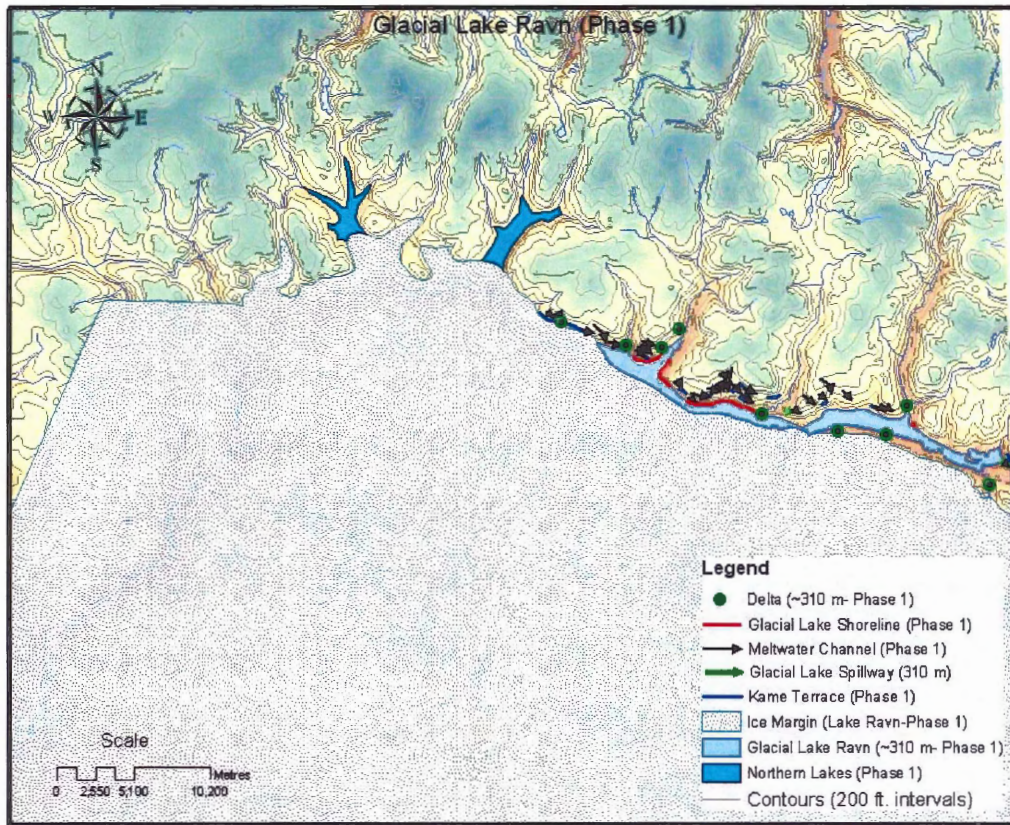 Glacial Lake Ravn (Phase 1)
N
W E
S
Legend
Delta (~310 m- Phase 1)
Glacial Lake Shoreline (Phase 1)
Meltwater Channel (Phase 1)
Glacial Lake Spillway (310 m)
Kame Terrace (Phase 1)
Ice Margin (Lake Ravn-Phase 1)
Glacial Lake Ravn (~310 m- Phase 1)
Northern Lakes (Phase 1)
Contours (200 ft. intervals)
Scale
Metres
0 2,550 5,100 10,200